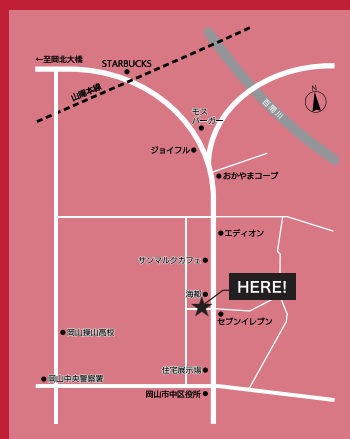 ←至岡北大橋
STARBUCKS
山陽本線
百間川
N
モス
バーガー
ジョイフル
おかやまコープ
エディオン
サンマルクカフェ
HERE!
セブンイレブン
岡山操山高校
住宅展示場
岡山中央警察署
岡山市中区役所